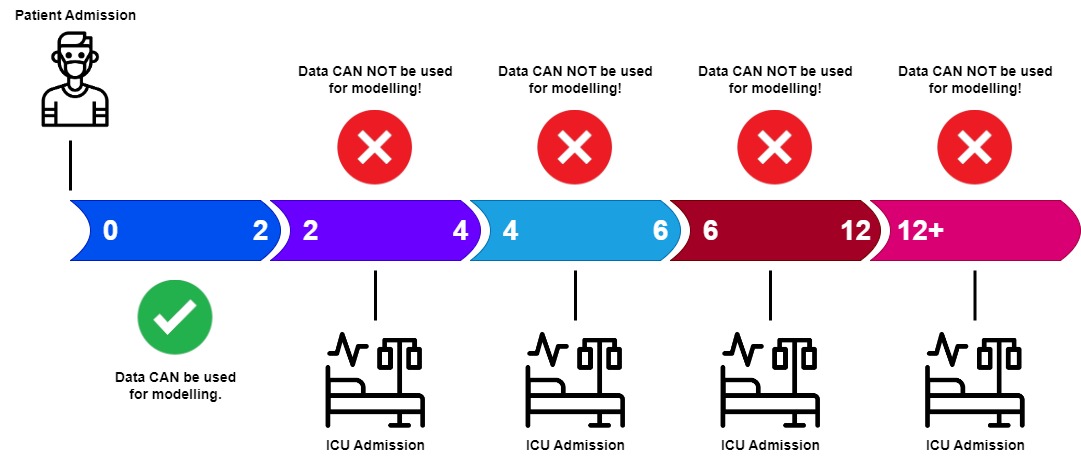 Patient Admission
Data CAN NOT be used
for modelling!
Data CAN NOT be used
for modelling!
Data CAN NOT be used
for modelling!
Data CAN NOT be used
for modelling!
0 2
2 4
4 6
6 12
12+
Data CAN be used
for modelling.
ICU Admission
ICU Admission
ICU Admission
ICU Admission